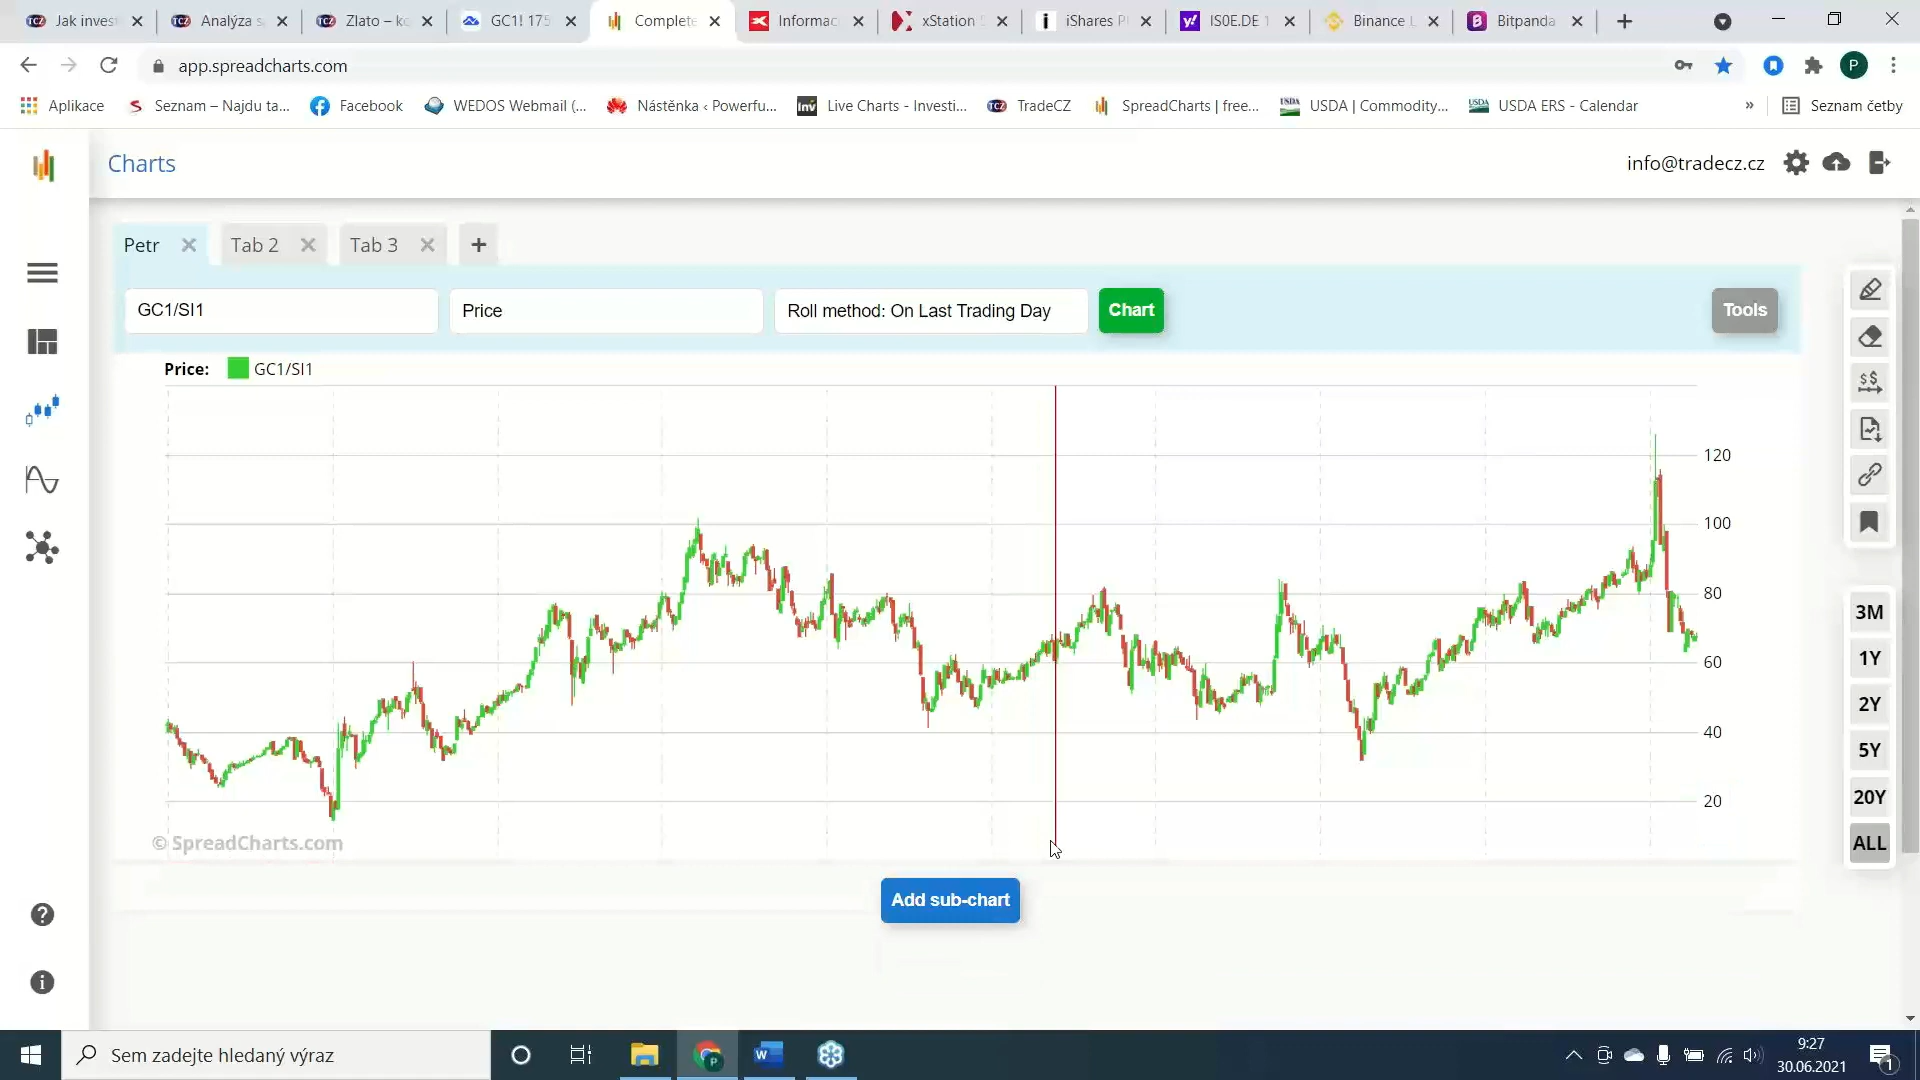 Jak inves
Analýza s
Zlato – ko
GC1! 175
Complete
Informac
xStation 5
iShares P
IS0E.DE 1
Binance L
Bitpanda
app.spreadcharts.com
P
Aplikace
Seznam – Najdu ta...
Facebook
WEDOS Webmail (...
Nástěnka ‹ Powerfu...
Live Charts - Investi...
TradeCZ
SpreadCharts | free...
USDA | Commodity...
USDA ERS - Calendar
»
Seznam četby
Charts
info@tradecz.cz
Petr
Tab 2
Tab 3
+
GC1/SI1
Price
Roll method: On Last Trading Day
Chart
Tools
Price: GC1/SI1
120
100
80
60
40
20
© SpreadCharts.com
3M
1Y
2Y
5Y
20Y
ALL
Add sub-chart
Sem zadejte hledaný výraz
9:27
30.06.2021
1